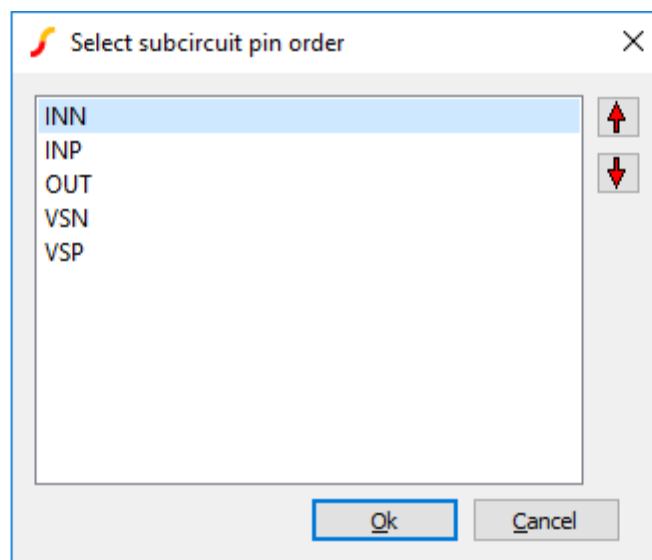 Select subcircuit pin order
INN
INP
OUT
VSN
VSP
Ok
Cancel